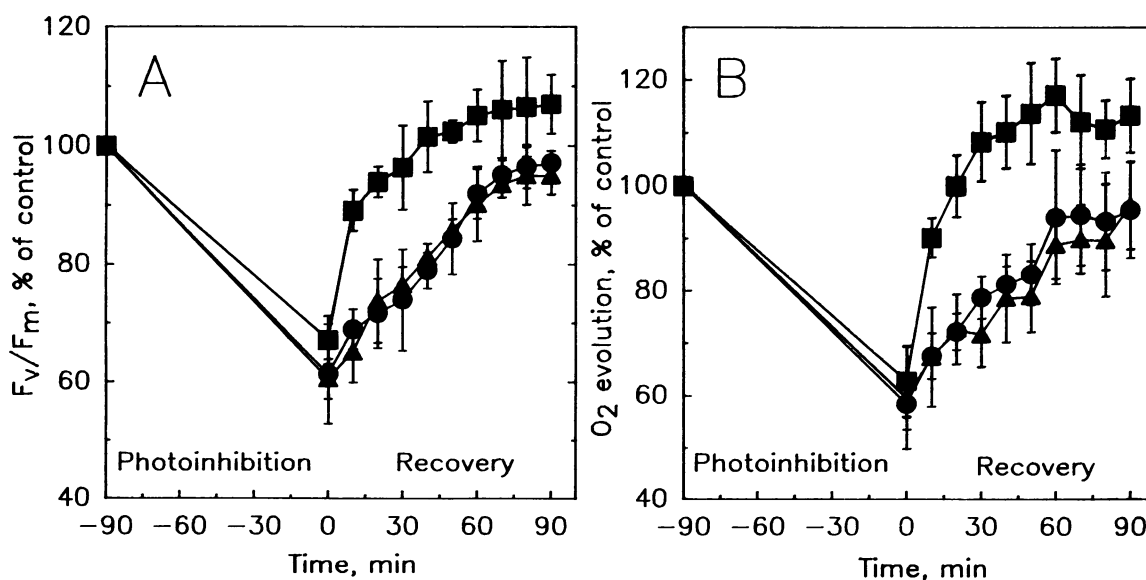 A
120
100
80
60
40
Fv/Fm, % of control
Photoinhibition
Recovery
−90 −60 −30 0 30 60 90
Time, min
B
120
100
80
60
40
O2 evolution, % of control
Photoinhibition
Recovery
−90 −60 −30 0 30 60 90
Time, min